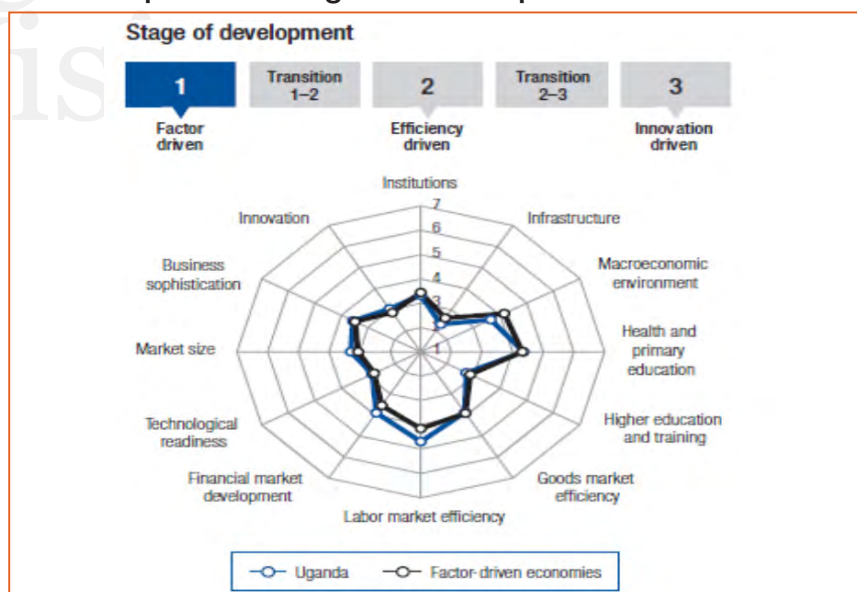 Stage of development
1
Transition
1–2
2
Transition
2–3
3
Factor
driven
Efficiency
driven
Innovation
driven
Institutions
Innovation
Infrastructure
Business
sophistication
Macroeconomic
environment
Market size
Health and
primary
education
Technological
readiness
Higher education
and training
Financial market
development
Goods market
efficiency
Labor market efficiency
7
6
5
4
3
2
1
Uganda
Factor-driven economies